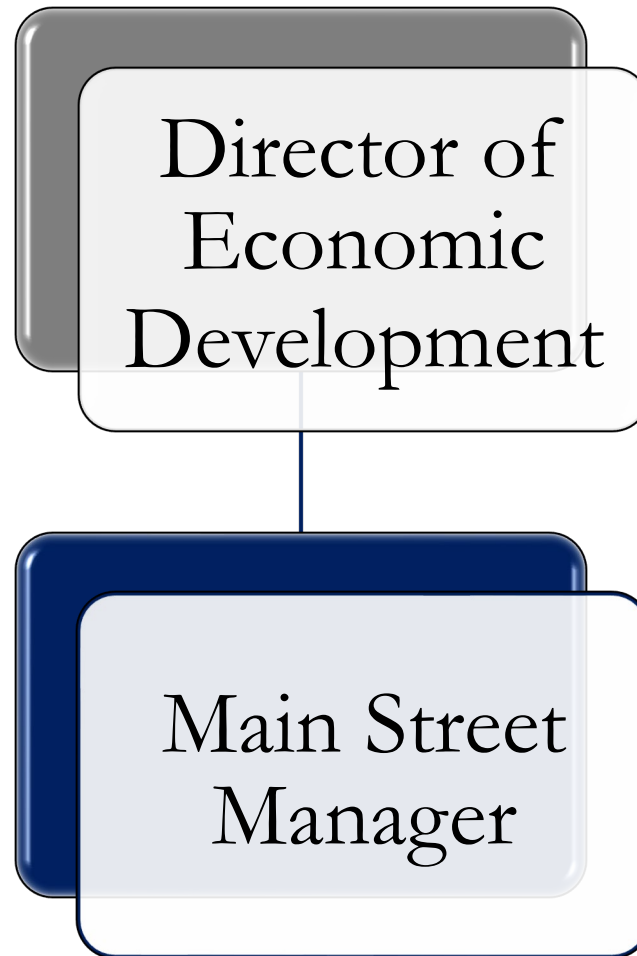 Director of
Economic
Development
Main Street
Manager